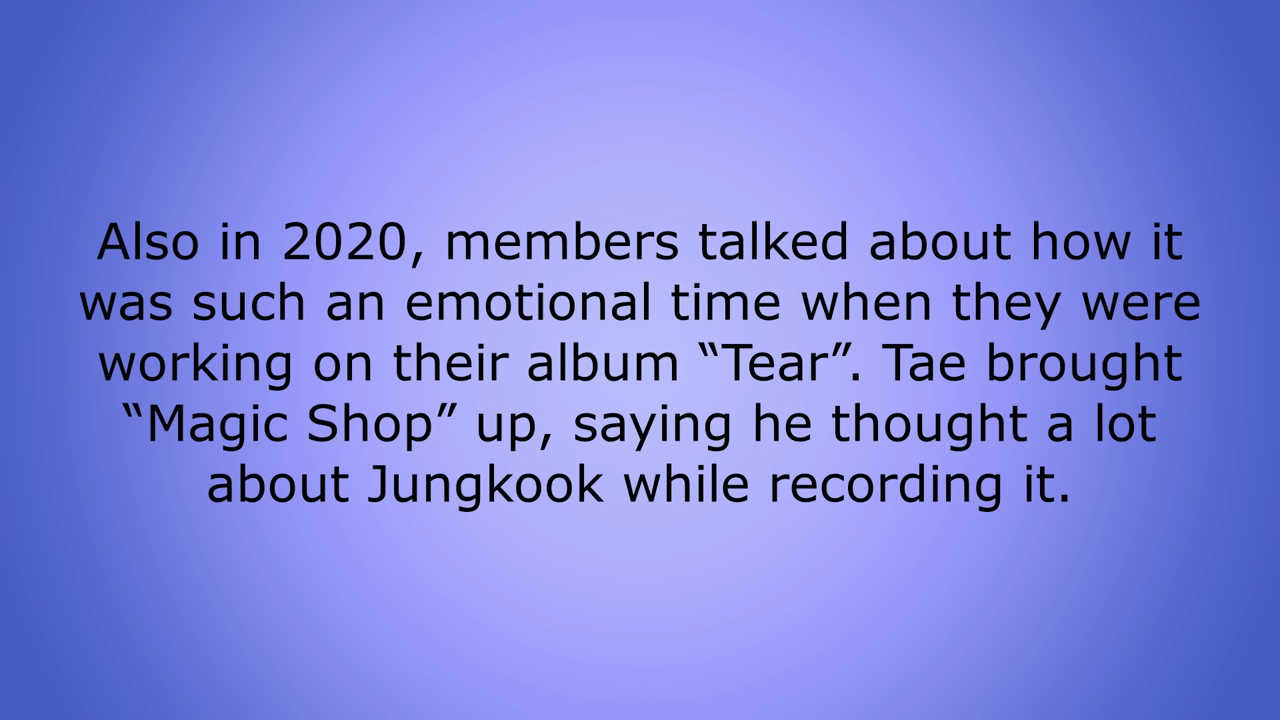 Also in 2020, members talked about how it
was such an emotional time when they were
working on their album “Tear”. Tae brought
“Magic Shop” up, saying he thought a lot
about Jungkook while recording it.